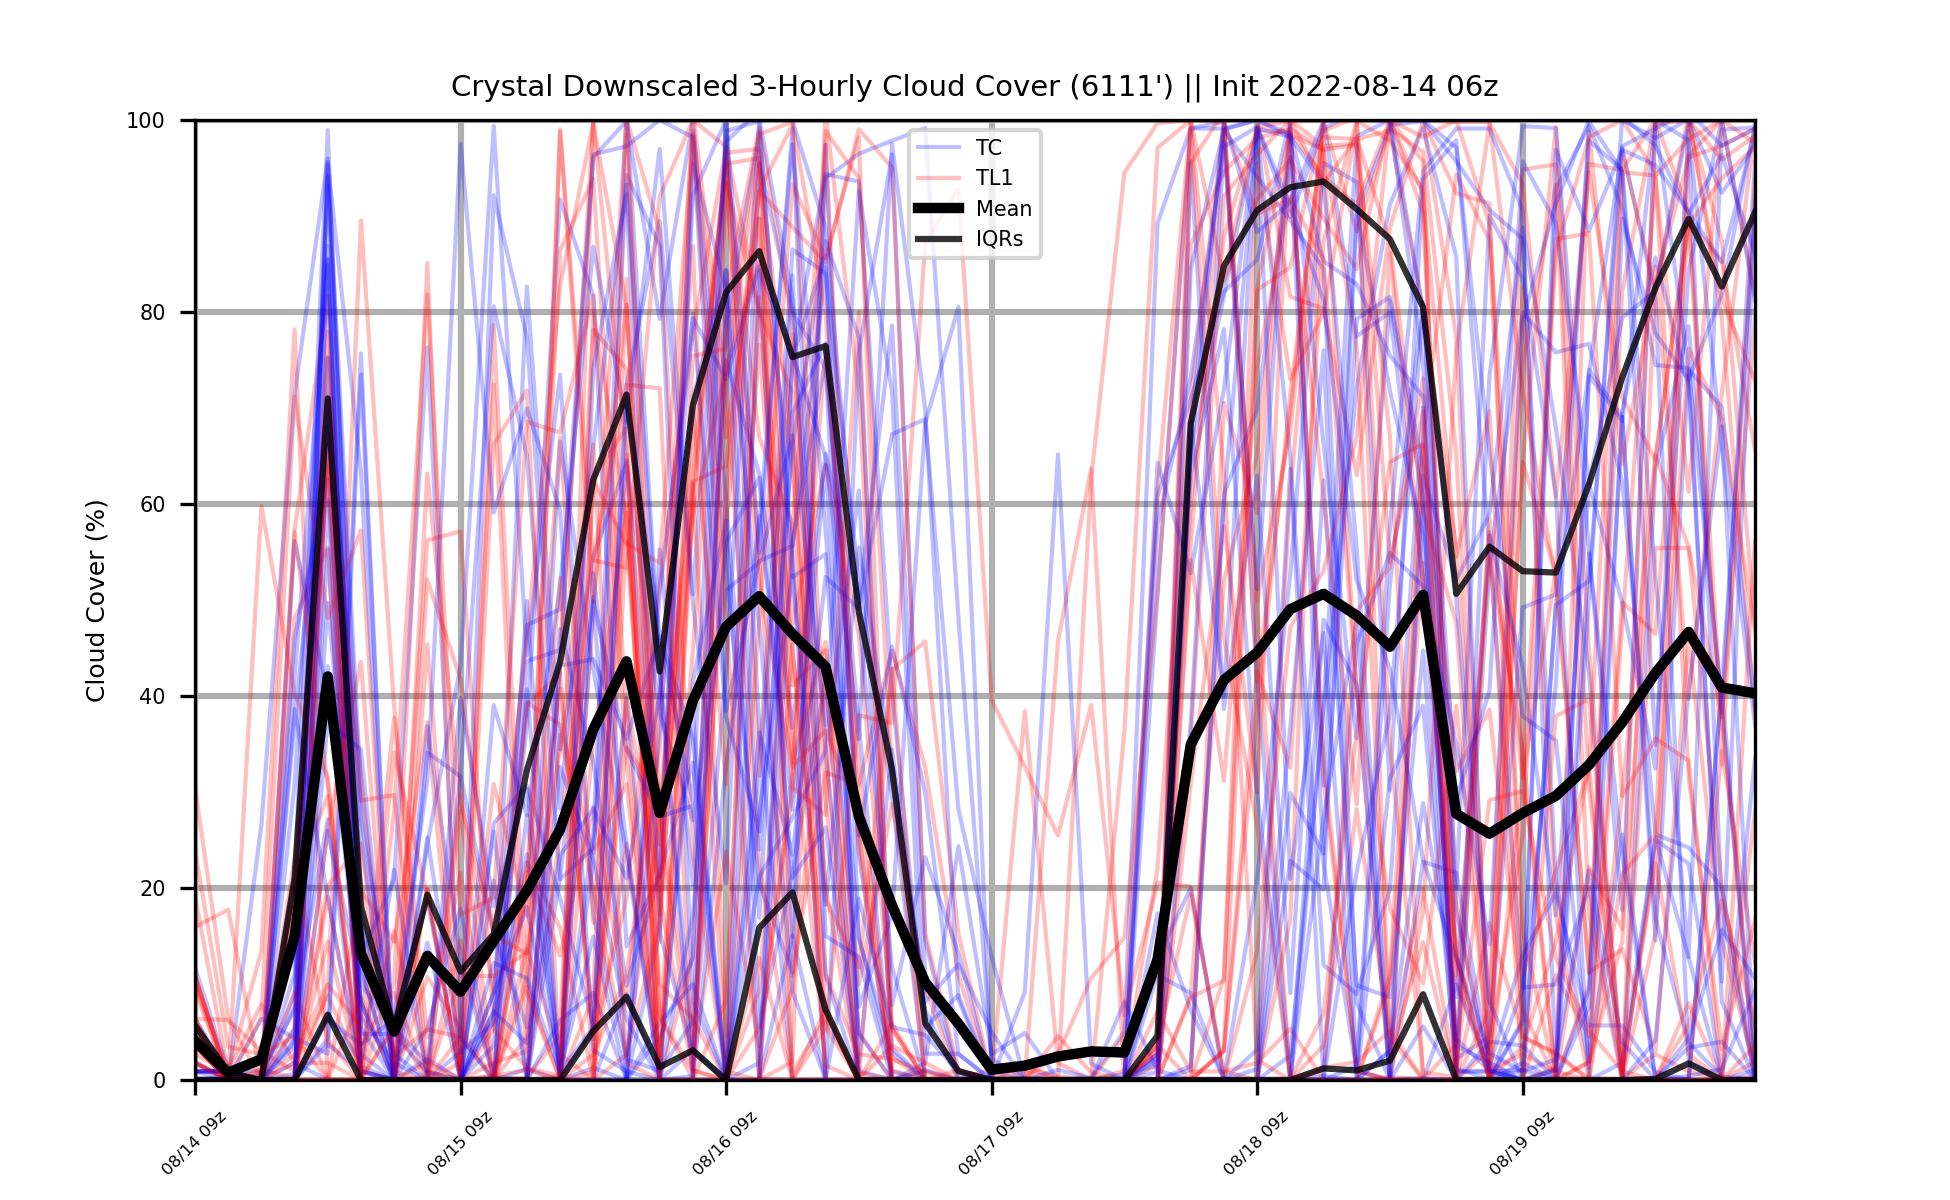 Crystal Downscaled 3-Hourly Cloud Cover (6111') || Init 2022-08-14 06z
100
80
60
40
20
0
Cloud Cover (%)
TC
TL1
Mean
IQRs
08/14 09z
08/15 09z
08/16 09z
08/17 09z
08/18 09z
08/19 09z